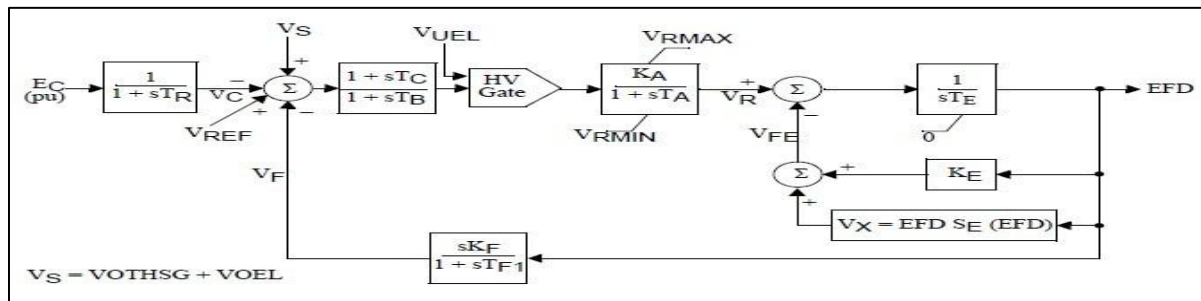 VS
VUEL
VRMAX
EC
(pu)
1
1 + sTR
−
VC
+
Σ
+
−
VREF
1 + sTC
1 + sTB
HV
Gate
KA
1 + sTA
VRMIN
+
VR
Σ
−
VFE
1
sTE
0
EFD
Σ
+
+
KE
VX = EFD SE (EFD)
VF
sKF
1 + sTF1
VS = VOTHSG + VOEL